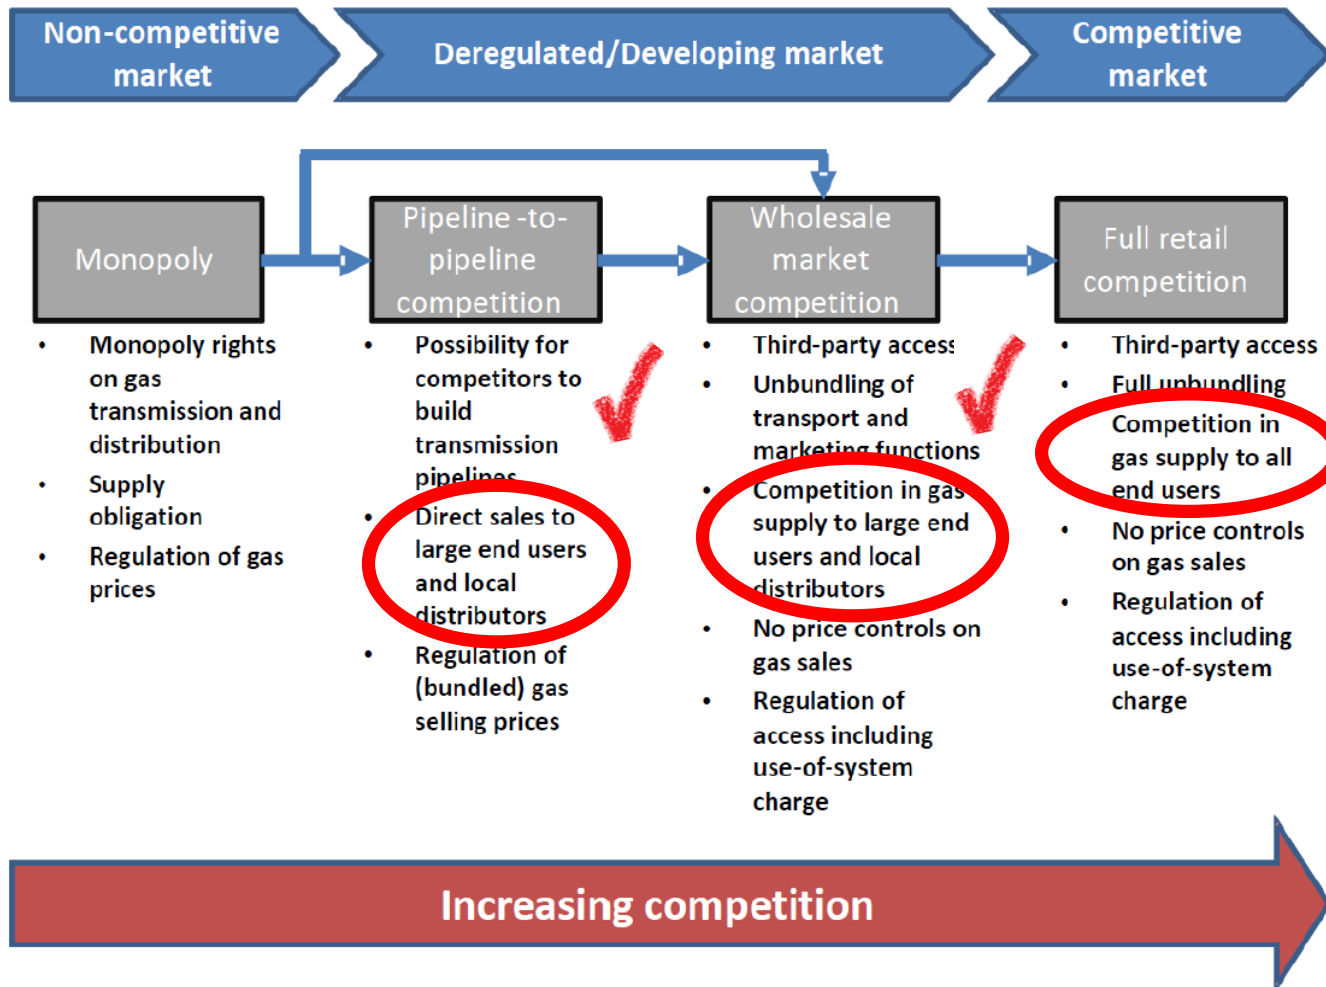 Non-competitive
market
Deregulated/Developing market
Competitive
market
Monopoly
Pipeline -to-
pipeline
competition
Wholesale
market
competition
Full retail
competition
• Monopoly rights
on gas
transmission and
distribution
• Supply
obligation
• Regulation of gas
prices
• Possibility for
competitors to
build
transmission
pipelines
• Direct sales to
large end users
and local
distributors
• Regulation of
(bundled) gas
selling prices
• Third-party access
• Unbundling of
transport and
marketing functions
• Competition in gas
supply to large end
users and local
distributors
• No price controls on
gas sales
• Regulation of
access including
use-of-system
charge
• Third-party access
• Full unbundling
Competition in
gas supply to all
end users
• No price controls
on gas sales
• Regulation of
access including
use-of-system
charge
Increasing competition